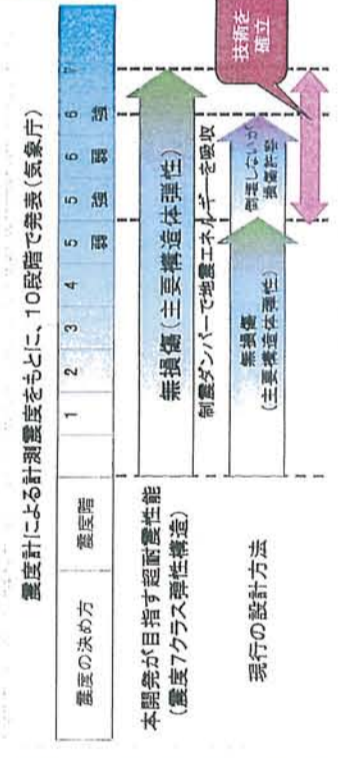 震度計による計測震度をもとに、10段階で発表(気象庁)
震度の決め方
震度階
1
2
3
4
5
弱
5
強
6
弱
6
強
7
本開発が目指す超耐震性能
(震度7クラス弾性構造)
無損傷(主要構造体弾性)
制震ダンパーで地震エネルギーを吸収
現行の設計方法
無損傷
(主要構造体弾性)
倒壊しないが
損傷許容
技術を
確立